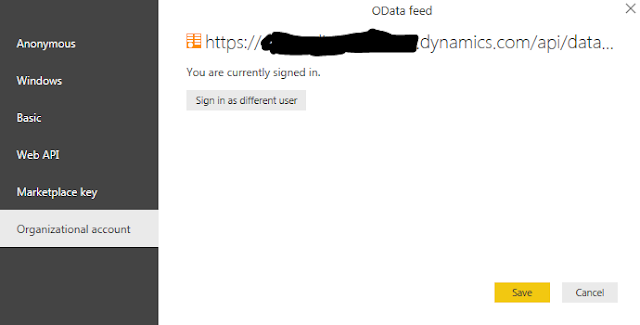 OData feed
Anonymous
Windows
Basic
Web API
Marketplace key
Organizational account
https:// .dynamics.com/api/data...
You are currently signed in.
Sign in as different user
Save
Cancel